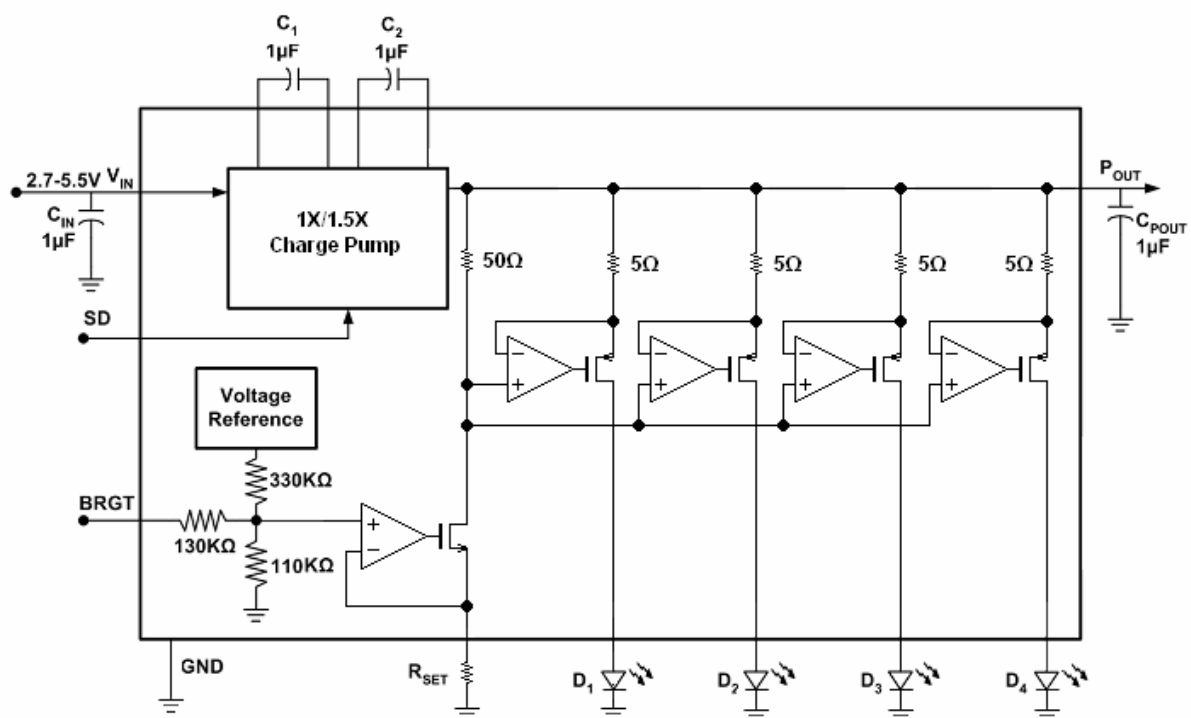 C1
1µF
C2
1µF
2.7-5.5V VIN
CIN
1µF
1X/1.5X
Charge Pump
POUT
CPOUT
1µF
50Ω
5Ω
5Ω
5Ω
5Ω
SD
−
+
−
+
−
+
−
+
Voltage
Reference
330KΩ
BRGT
130KΩ
110KΩ
+
−
GND
RSET
D1
D2
D3
D4